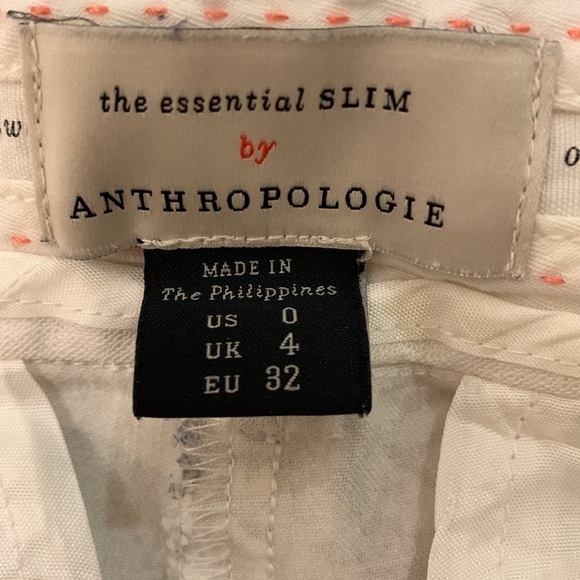 the essential SLIM
by
ANTHROPOLOGIE
w
o
MADE IN
The Philippines
US 0
UK 4
EU 32